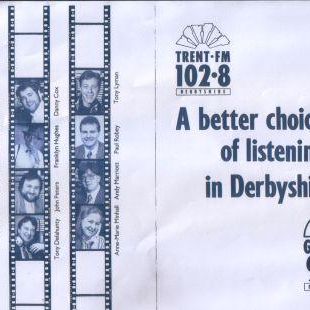 Danny Cox
Franklyn Hughes
John Peters
Tony Delahunty
Tony Lyman
Paul Robey
Andy Marriott
Anne-Marie Minhall
TRENT·FM
102·8
DERBYSHIRE
A better choic
of listenin
in Derbyshi